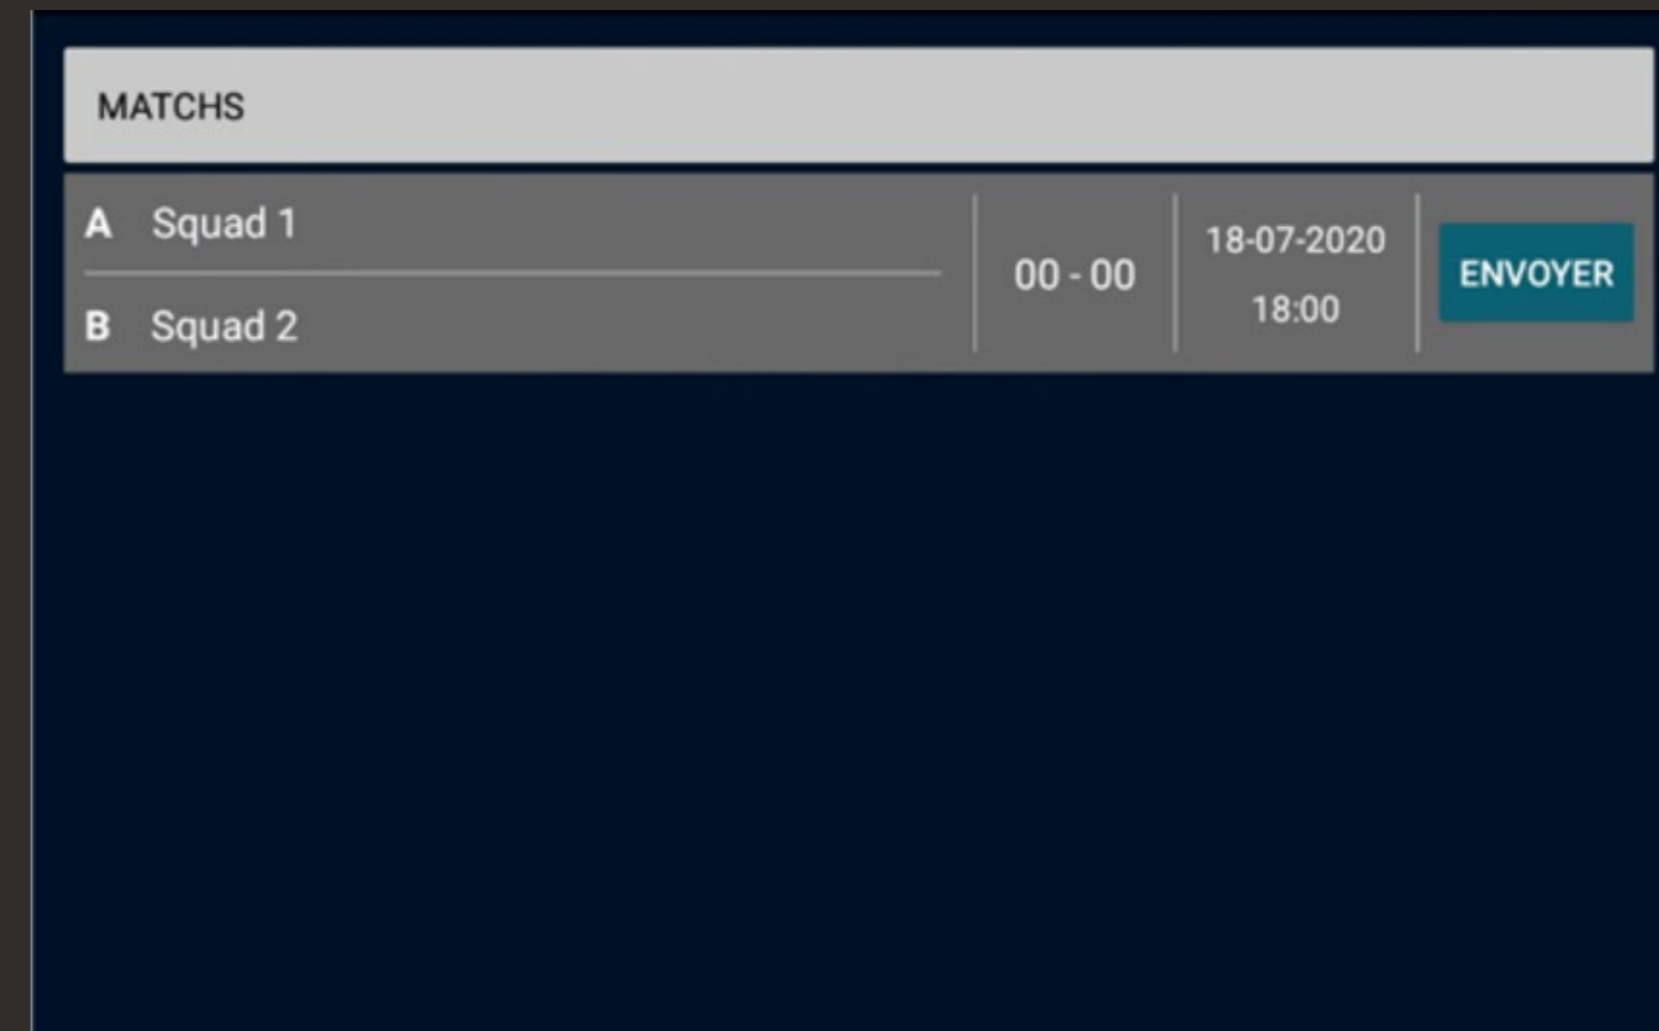 MATCHS
A Squad 1
B Squad 2
00 - 00
18-07-2020
18:00
ENVOYER